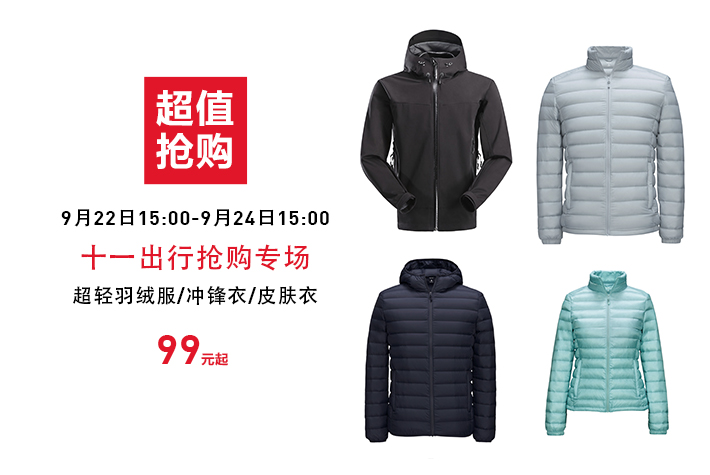 超值
抢购
9月22日15:00-9月24日15:00
十一出行抢购专场
超轻羽绒服/冲锋衣/皮肤衣
99元起